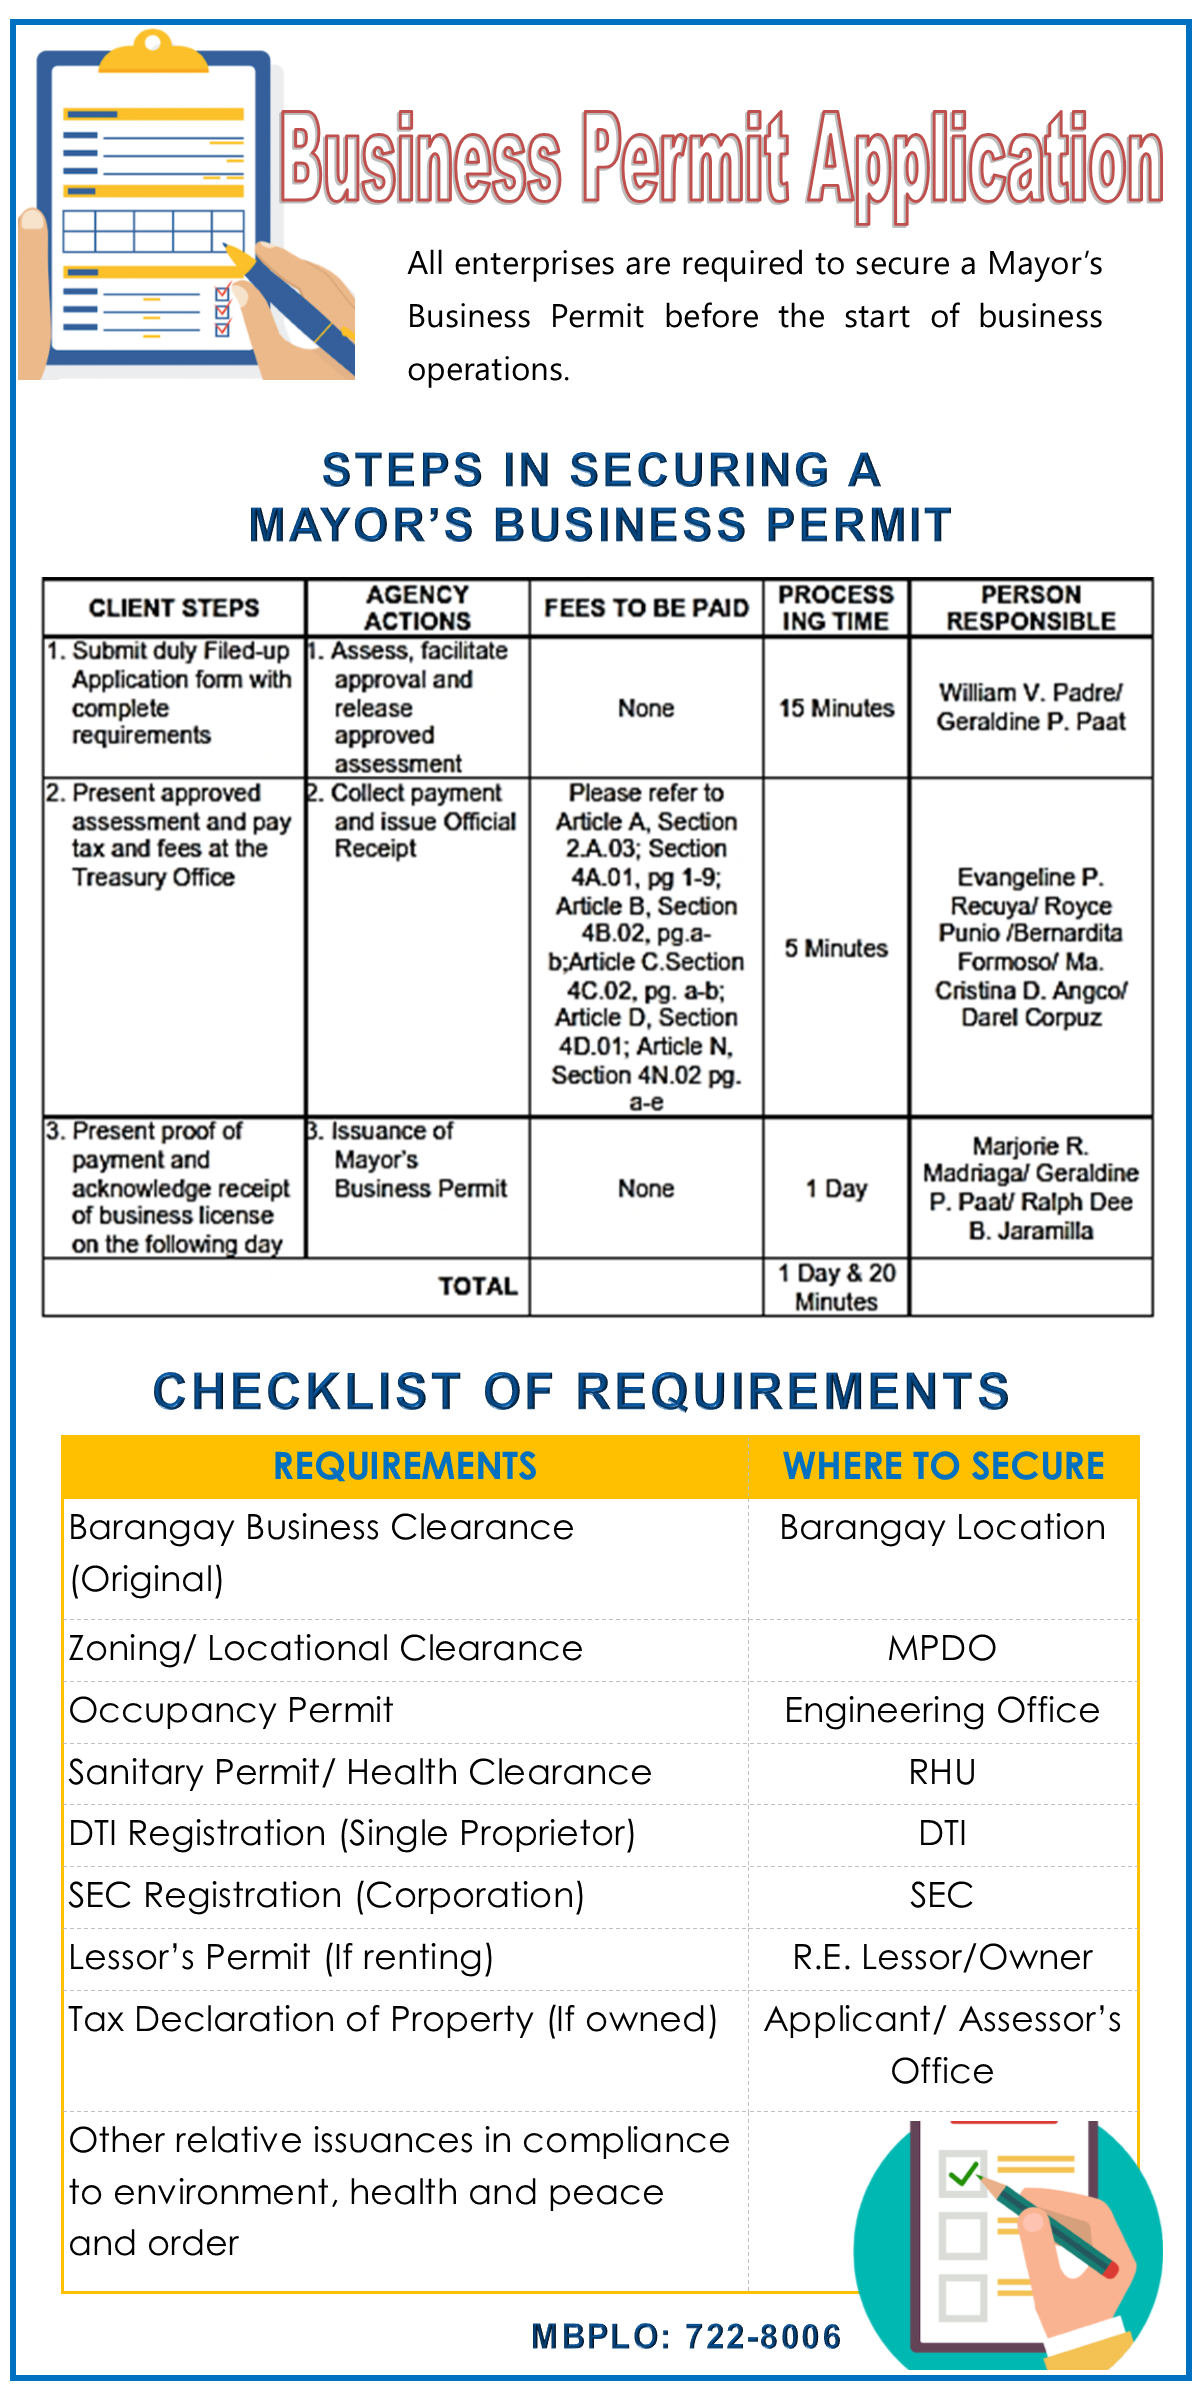 Business Permit Application
All enterprises are required to secure a Mayor’s
Business Permit before the start of business
operations.
STEPS IN SECURING A
MAYOR’S BUSINESS PERMIT
CLIENT STEPS
AGENCY
ACTIONS
FEES TO BE PAID
PROCESS
ING TIME
PERSON
RESPONSIBLE
1. Submit duly Filed-up
Application form with
complete
requirements
1. Assess, facilitate
approval and
release
approved
assessment
None
15 Minutes
William V. Padre/
Geraldine P. Paat
2. Present approved
assessment and pay
tax and fees at the
Treasury Office
2. Collect payment
and issue Official
Receipt
Please refer to
Article A, Section
2.A.03; Section
4A.01, pg 1-9;
Article B, Section
4B.02, pg.a-
b;Article C.Section
4C.02, pg. a-b;
Article D, Section
4D.01; Article N,
Section 4N.02 pg.
a-e
5 Minutes
Evangeline P.
Recuya/ Royce
Punio /Bernardita
Formoso/ Ma.
Cristina D. Angco/
Darel Corpuz
3. Present proof of
payment and
acknowledge receipt
of business license
on the following day
3. Issuance of
Mayor’s
Business Permit
None
1 Day
Marjorie R.
Madriaga/ Geraldine
P. Paat/ Ralph Dee
B. Jaramilla
TOTAL
1 Day & 20
Minutes
CHECKLIST OF REQUIREMENTS
REQUIREMENTS
WHERE TO SECURE
Barangay Business Clearance
(Original)
Barangay Location
Zoning/ Locational Clearance
MPDO
Occupancy Permit
Engineering Office
Sanitary Permit/ Health Clearance
RHU
DTI Registration (Single Proprietor)
DTI
SEC Registration (Corporation)
SEC
Lessor’s Permit (If renting)
R.E. Lessor/Owner
Tax Declaration of Property (If owned)
Applicant/ Assessor’s
Office
Other relative issuances in compliance
to environment, health and peace
and order
MBPLO: 722-8006